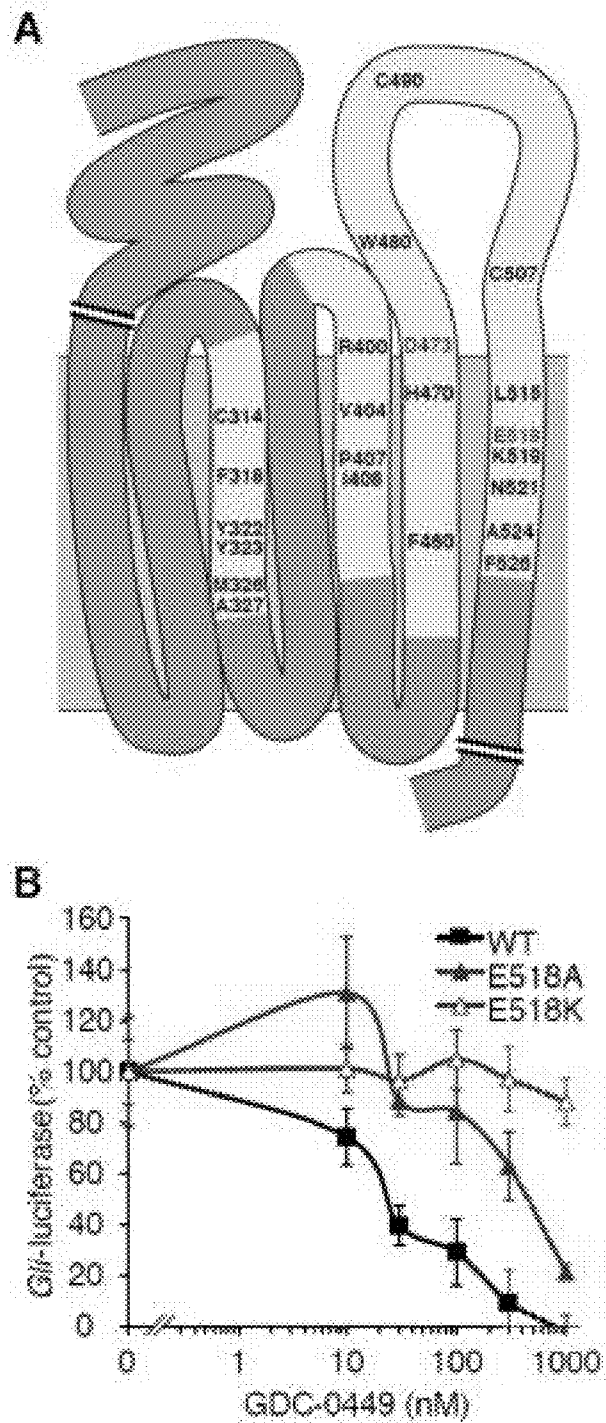 A
C490
W480
C507
R400
D473
C314
V404
H470
L515
E518
K519
F318
P407
I408
N521
Y322
Y323
F460
A524
F526
M326
A327
B
160
140
120
100
80
60
40
20
0
Gli-luciferase (% control)
WT
E518A
E518K
0
1
10
100
1000
GDC-0449 (nM)